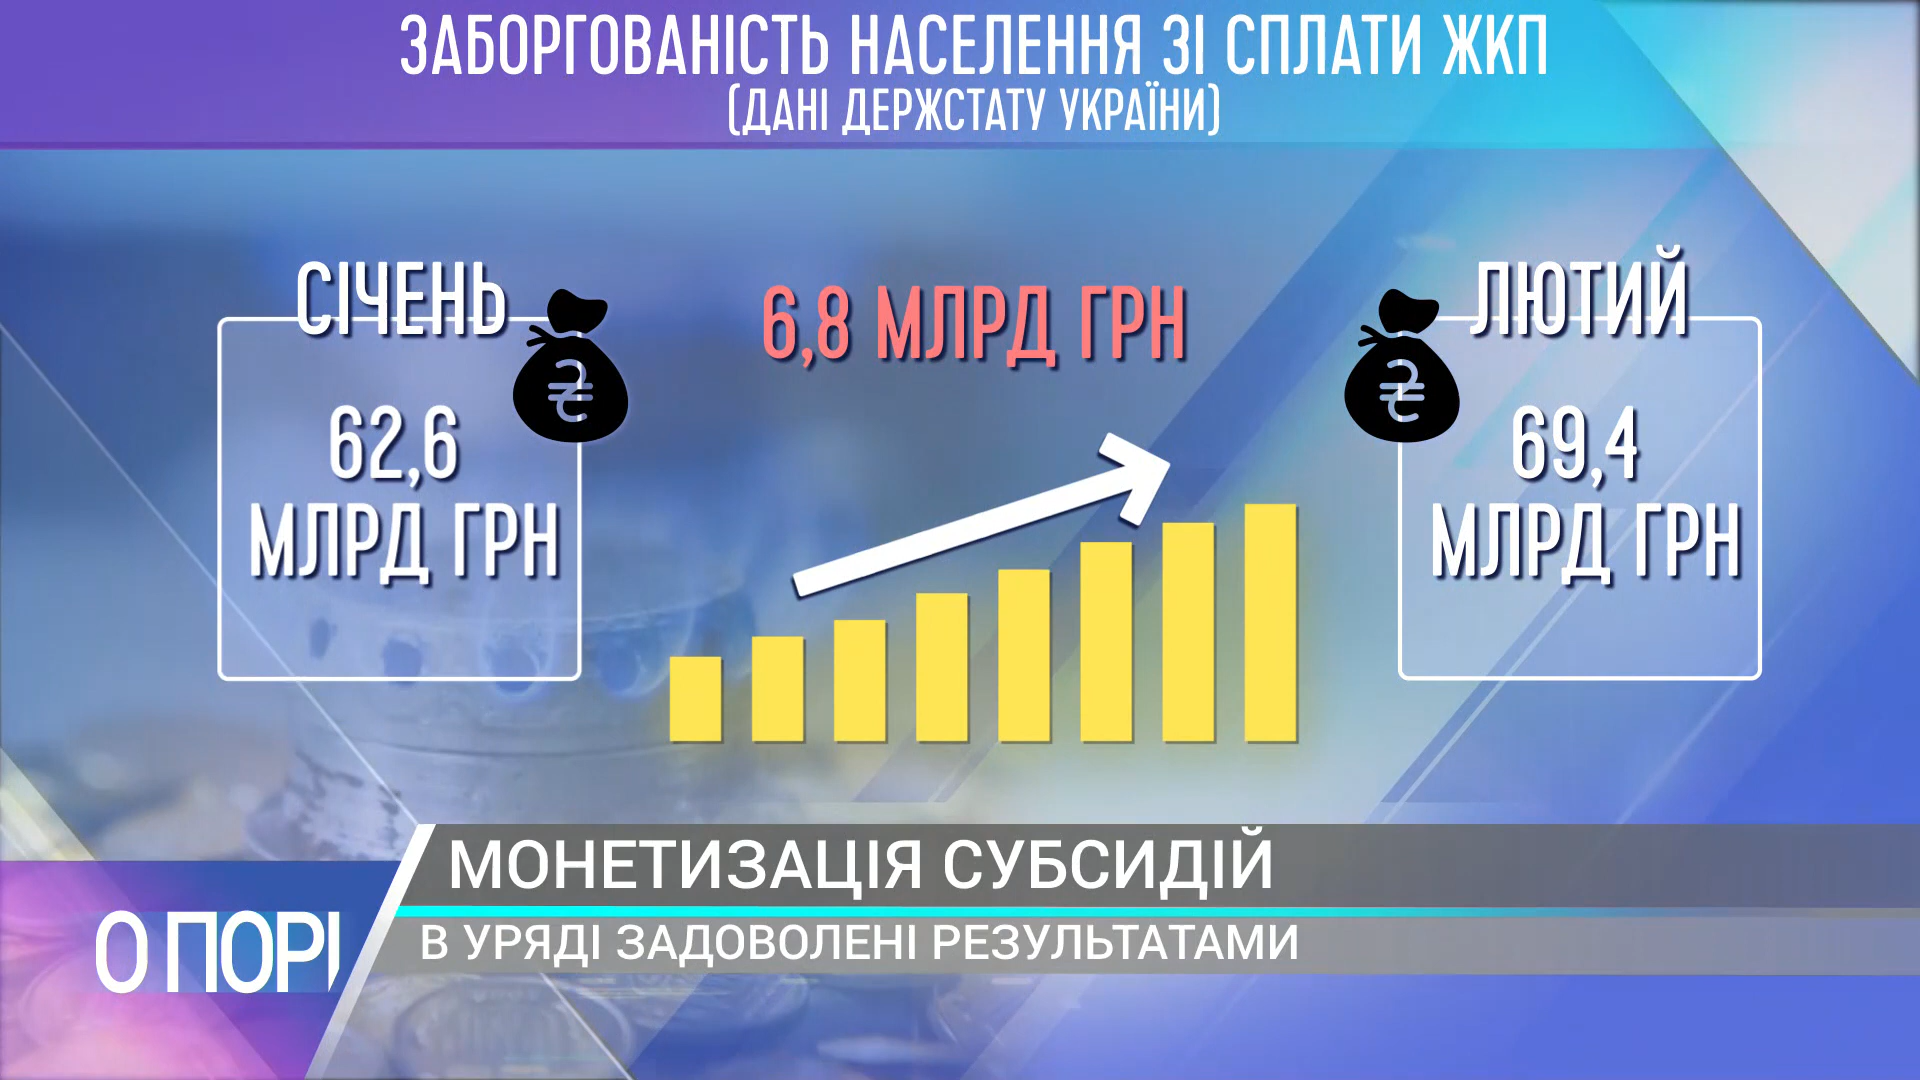 ЗАБОРГОВАНІСТЬ НАСЕЛЕННЯ ЗІ СПЛАТИ ЖКП
(ДАНІ ДЕРЖСТАТУ УКРАЇНИ)
СІЧЕНЬ
62,6
МЛРД ГРН
6,8 МЛРД ГРН
ЛЮТИЙ
69,4
МЛРД ГРН
МОНЕТИЗАЦІЯ СУБСИДІЙ
В УРЯДІ ЗАДОВОЛЕНІ РЕЗУЛЬТАТАМИ
О ПОРІ